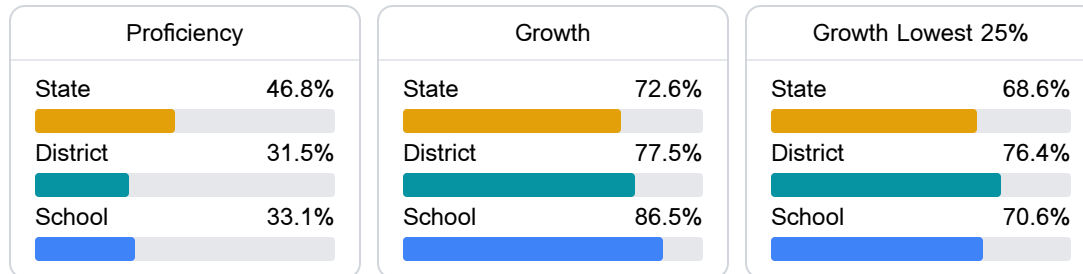 Proficiency
State 46.8%
District 31.5%
School 33.1%
Growth
State 72.6%
District 77.5%
School 86.5%
Growth Lowest 25%
State 68.6%
District 76.4%
School 70.6%